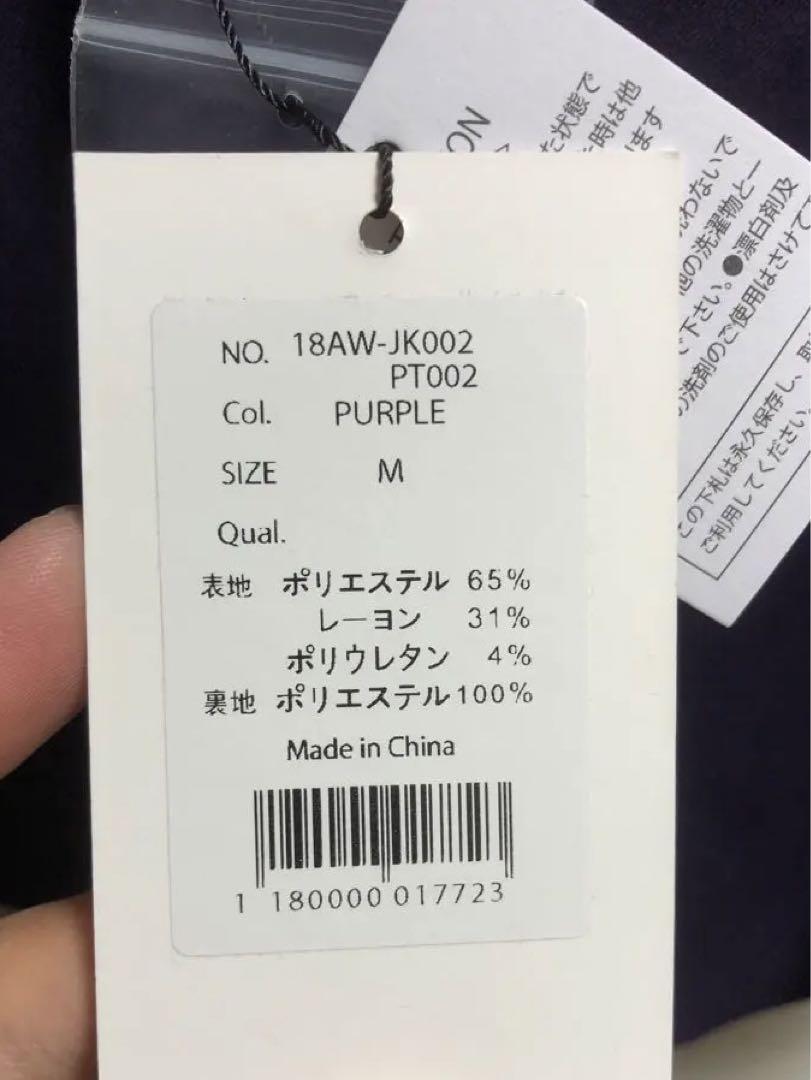 NO. 18AW-JK002
PT002
Col. PURPLE
SIZE M
Qual.
表地 ポリエステル 65%
レーヨン 31%
ポリウレタン 4%
裏地 ポリエステル 100%
Made in China
1 180000 017723
ON
た状態で
時は他
ます
わないで
他の洗濯物と一
で下さい。●漂白剤及
の洗剤のご使用はさけて下
この下札は永久保存し、取
ご利用してください。